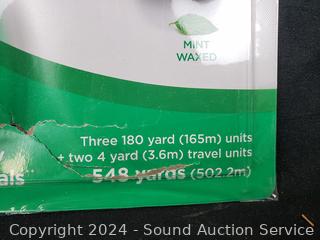 MINT
WAXED
Three 180 yard (165m) units
+ two 4 yard (3.6m) travel units
548 yards (502.2m)
Copyright 2024 - Sound Auction Service